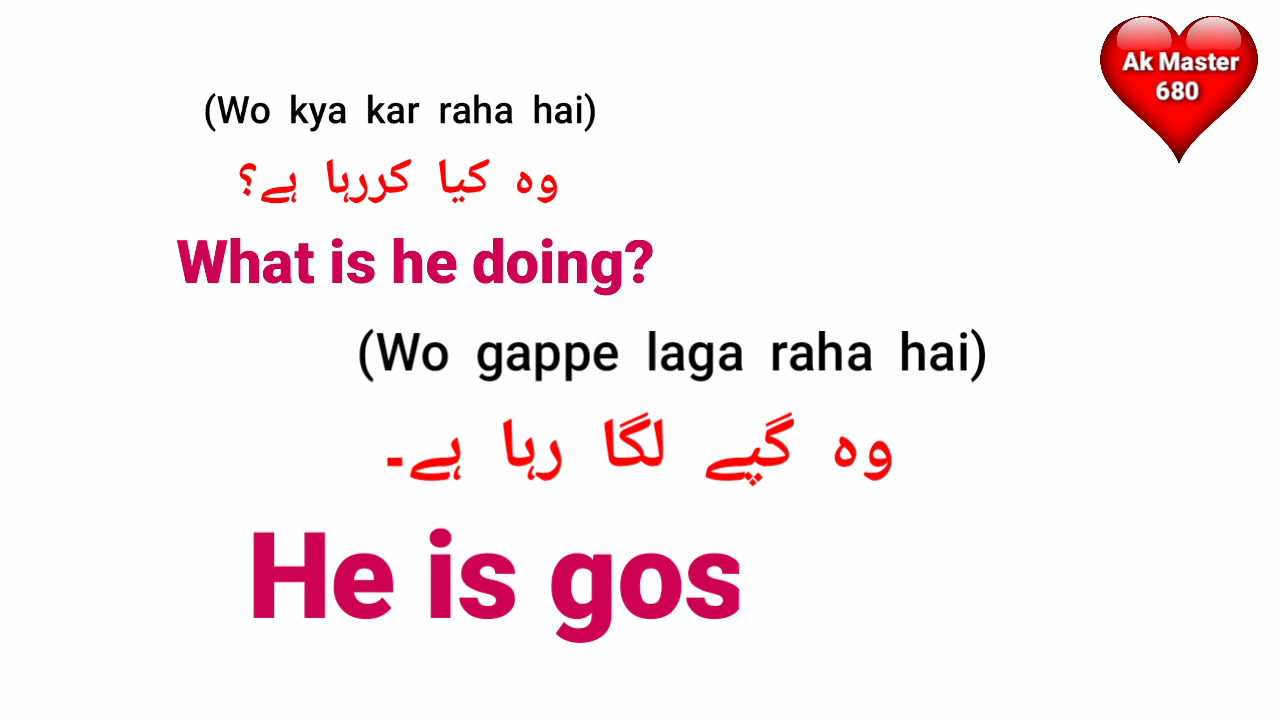 Ak Master
680
(Wo kya kar raha hai)
وہ کیا کررہا ہے؟
What is he doing?
(Wo gappe laga raha hai)
وہ گپے لگا رہا ہے۔
He is gos